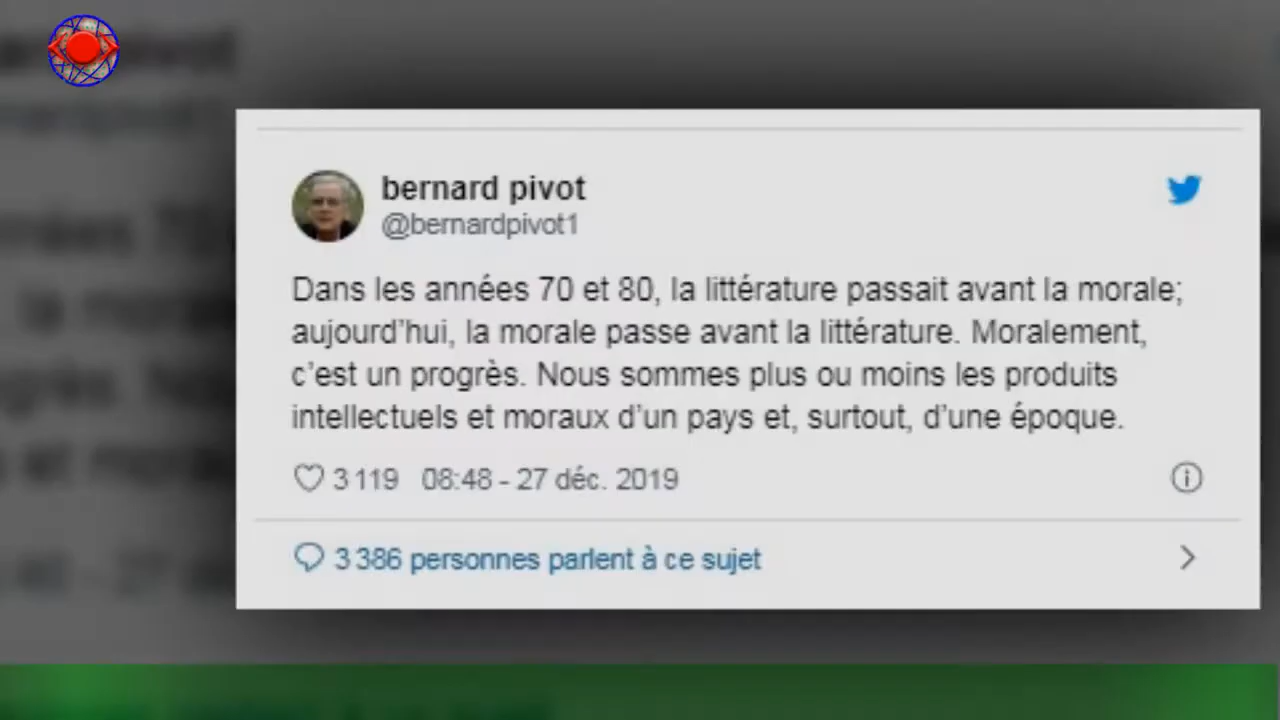 bernard pivot
@bernardpivot1
Dans les années 70 et 80, la littérature passait avant la morale;
aujourd’hui, la morale passe avant la littérature. Moralement,
c’est un progrès. Nous sommes plus ou moins les produits
intellectuels et moraux d’un pays et, surtout, d’une époque.
3 119 08:48 - 27 déc. 2019
3 386 personnes parlent à ce sujet